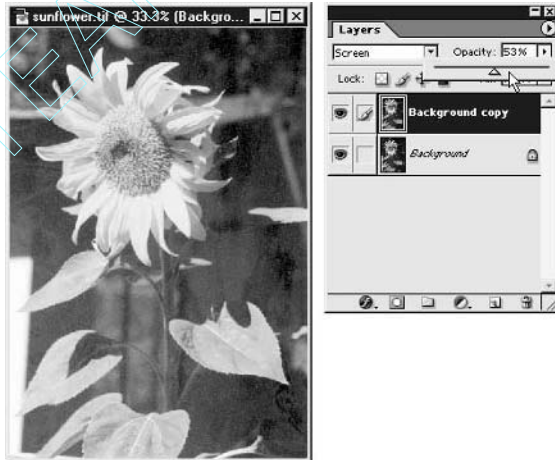 sunflower.tif @ 33.3% (Backgro...
Layers
Screen Opacity: 53%
Lock:
Background copy
Background